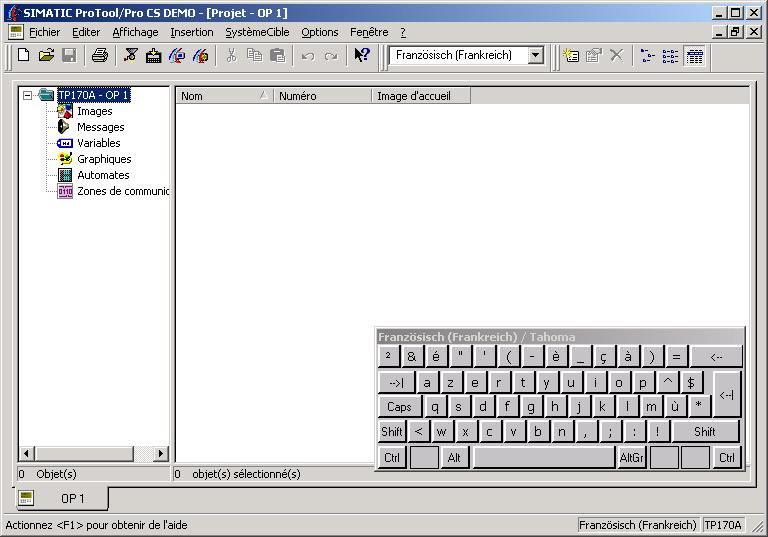 SIMATIC ProTool/Pro CS DEMO - [Projet - OP 1]
Fichier Editer Affichage Insertion SystèmeCible Options Fenêtre ?
Französisch (Frankreich)
TP170A - OP 1
Images
Messages
Variables
Graphiques
Automates
Zones de communic
Nom Numéro Image d'accueil
Französisch (Frankreich) / Tahoma
² & é " ' ( - è _ ç à ) = <--
-->| a z e r t y u i o p ^ $ <--|
Caps q s d f g h j k l m ù *
Shift < w x c v b n , ; : ! Shift
Ctrl Alt AltGr Ctrl
0 Objet(s)
0 objet(s) sélectionné(s)
OP 1
Actionnez <F1> pour obtenir de l'aide
Französisch (Frankreich) TP170A